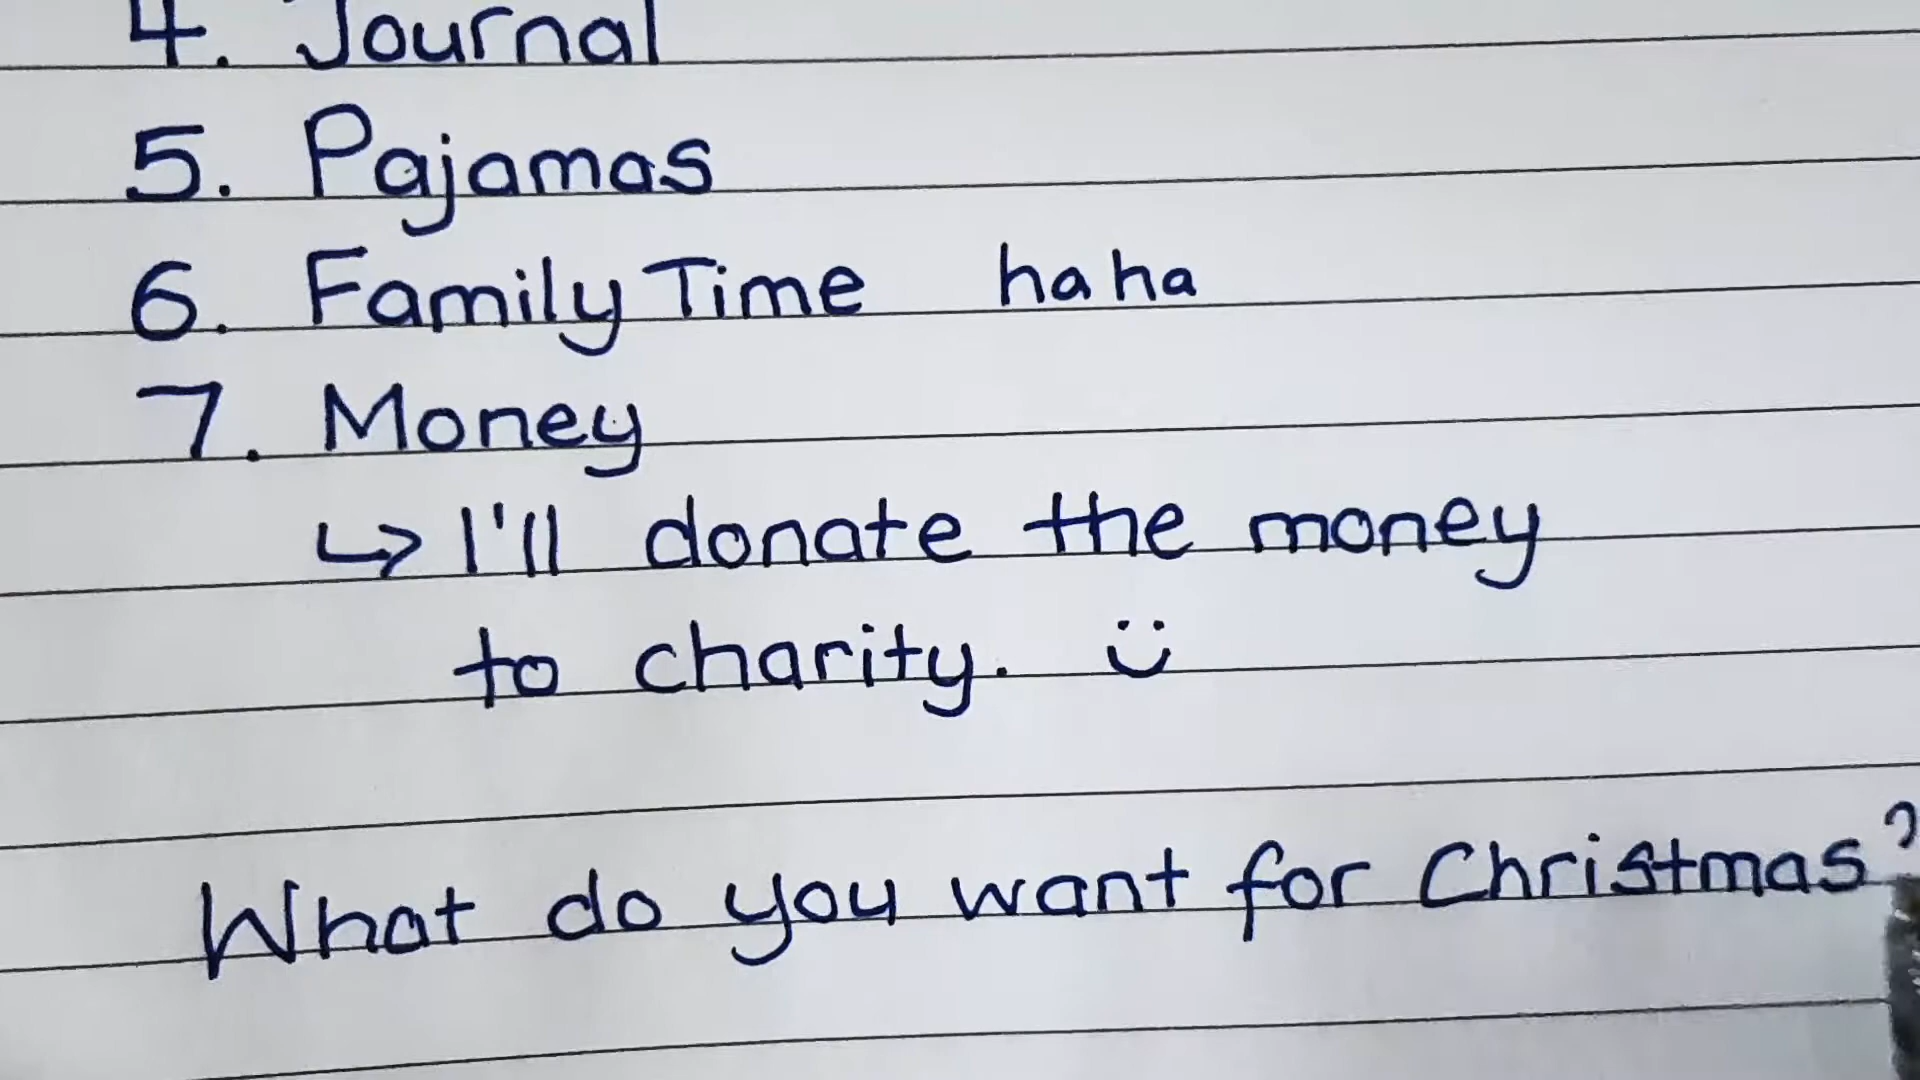 4. Journal
5. Pajamas
6. Family Time haha
7. Money
↳ I'll donate the money
to charity. :)
What do you want for Christmas?